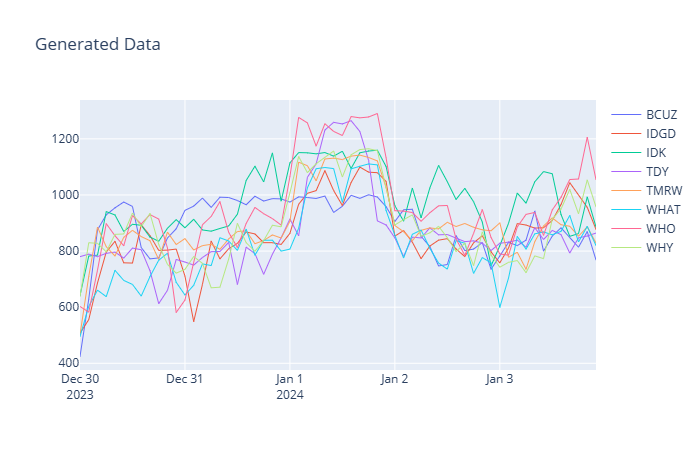 Generated Data
1200
1000
800
600
400
Dec 30
2023
Dec 31
Jan 1
2024
Jan 2
Jan 3
BCUZ
IDGD
IDK
TDY
TMRW
WHAT
WHO
WHY